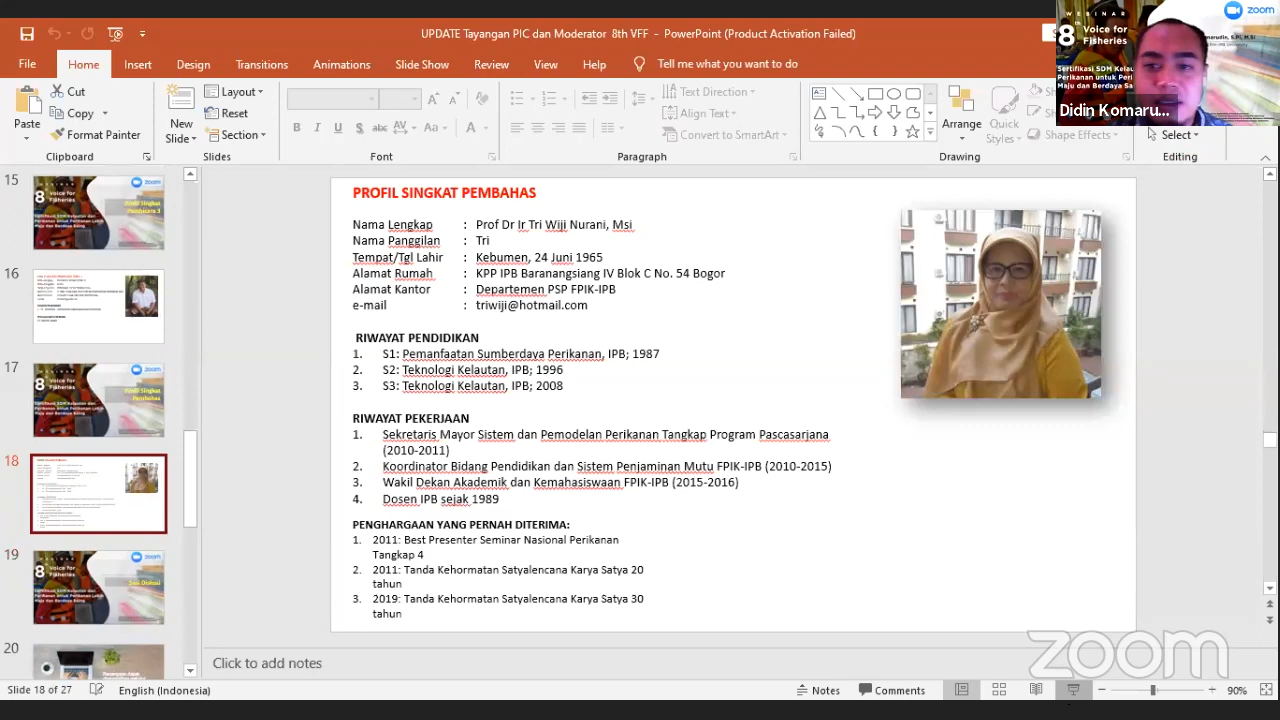 UPDATE Tayangan PIC dan Moderator 8th VFF - PowerPoint (Product Activation Failed)
File Home Insert Design Transitions Animations Slide Show Review View Help Tell me what you want to do
WEBINAR
8 Voice for
Fisheries
zoom
Didin Komaru...
Paste
Cut
Copy
Format Painter
Clipboard
New
Slide
Layout
Reset
Section
Slides
Font
Text Direction
Align Text
Convert to SmartArt
Paragraph
Arrange
Quick
Styles
Shape Effects
Drawing
Select
Editing
15
16
17
18
19
20
PROFIL SINGKAT PEMBAHAS
Nama Lengkap : Prof Dr Ir Tri Wiji Nurani, Msi
Nama Panggilan : Tri
Tempat/Tgl Lahir : Kebumen, 24 Juni 1965
Alamat Rumah : KPP-IPB Baranangsiang IV Blok C No. 54 Bogor
Alamat Kantor : Departemen PSP FPIK-IPB
e-mail : triwiji@hotmail.com
RIWAYAT PENDIDIKAN
1. S1: Pemanfaatan Sumberdaya Perikanan, IPB; 1987
2. S2: Teknologi Kelautan, IPB; 1996
3. S3: Teknologi Kelautan, IPB; 2008
RIWAYAT PEKERJAAN
1. Sekretaris Mayor Sistem dan Pemodelan Perikanan Tangkap Program Pascasarjana
(2010-2011)
2. Koordinator Bidang Pendidikan dan Sistem Penjaminan Mutu FPIK-IPB (2010-2015)
3. Wakil Dekan Akademik dan Kemahasiswaan FPIK-IPB (2015-2016)
4. Dosen IPB sejak 1989
PENGHARGAAN YANG PERNAH DITERIMA:
1. 2011: Best Presenter Seminar Nasional Perikanan
Tangkap 4
2. 2011: Tanda Kehormatan Satyalencana Karya Satya 20
tahun
3. 2019: Tanda Kehormatan Satyalencana Karya Satya 30
tahun
Click to add notes
zoom
Slide 18 of 27 English (Indonesia) Notes Comments 90%